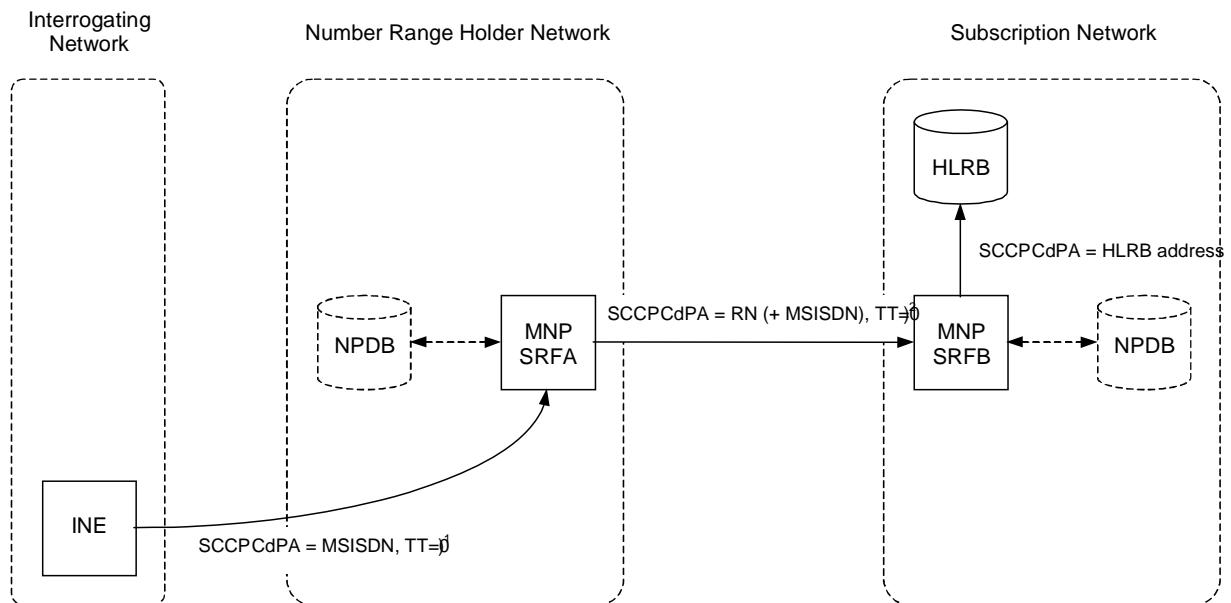 Interrogating
Network
Number Range Holder Network
Subscription Network
HLRB
SCCPCdPA = HLRB address
SCCPCdPA = RN (+ MSISDN), TT=0
NPDB
MNP
SRFA
MNP
SRFB
NPDB
INE
SCCPCdPA = MSISDN, TT=0